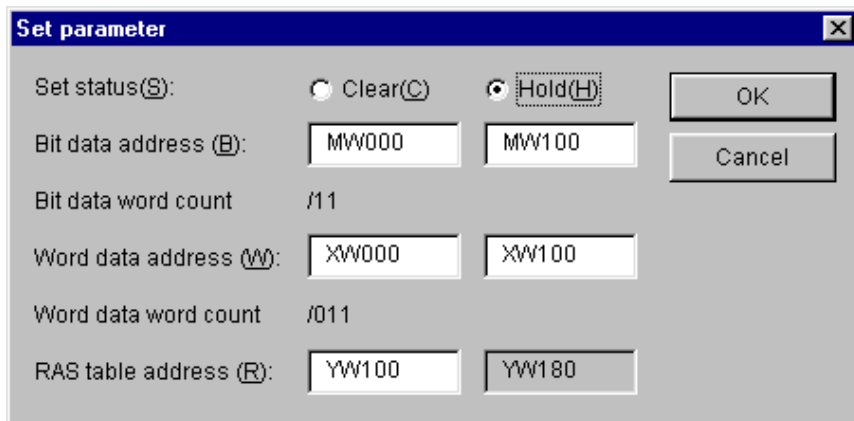 Set parameter
Set status(S): Clear(C) Hold(H) OK
Bit data address (B): MW000 MW100
Cancel
Bit data word count /11
Word data address (W): XW000 XW100
Word data word count /011
RAS table address (R): YW100 YW180